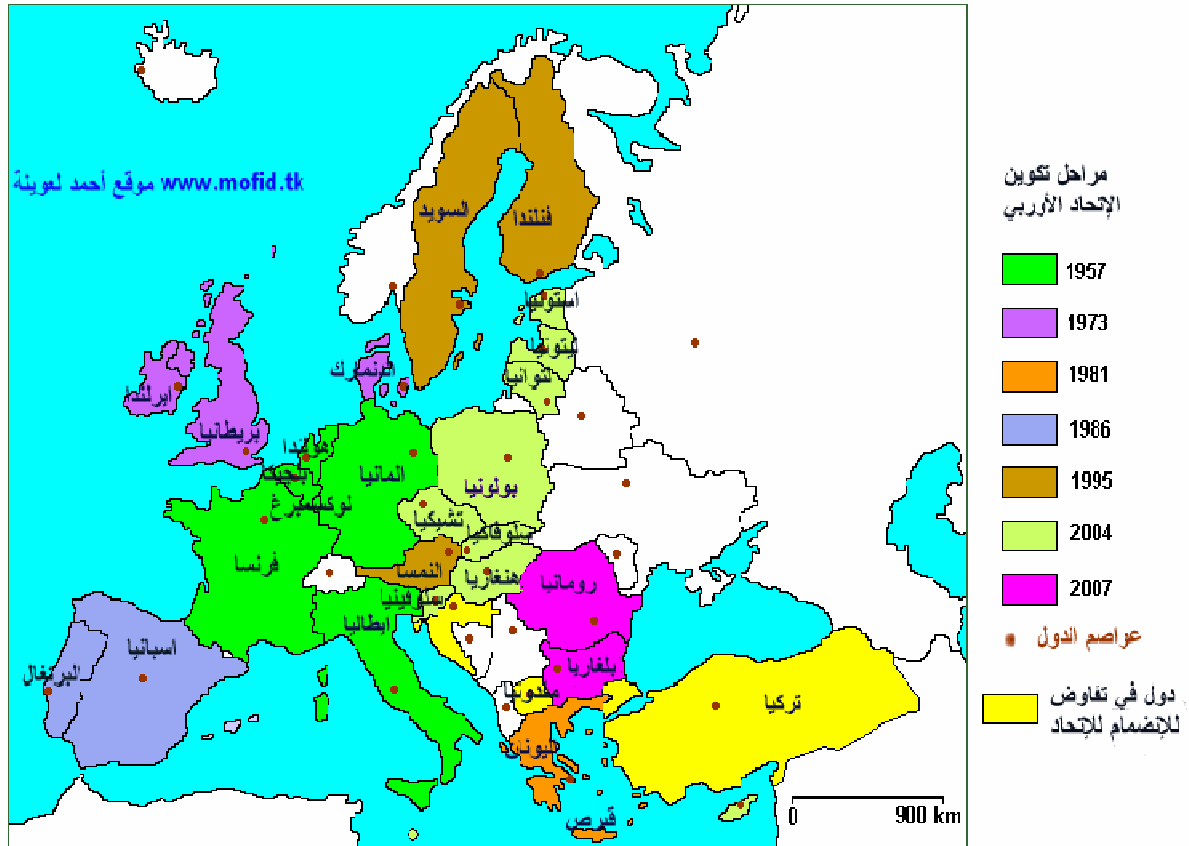 موقع أحمد لعوينة www.mofid.tk
مراحل تكوين
الإتحاد الأوربي
1957
1973
1981
1986
1995
2004
2007
عواصم الدول
دول في تفاوض
للإنضمام للإتحاد
السويد
فنلندا
استونيا
ليتونيا
لتوانيا
الدنمارك
ايرلندا
بريطانيا
هولندا
بلجيكا
لوكسمبرغ
المانيا
بولونيا
تشيكيا
سلوفاكيا
فرنسا
النمسا
هنغاريا
رومانيا
سلوفينيا
ايطاليا
اسبانيا
البرتغال
بلغاريا
مقدونيا
تركيا
اليونان
قبرص
0 900 km